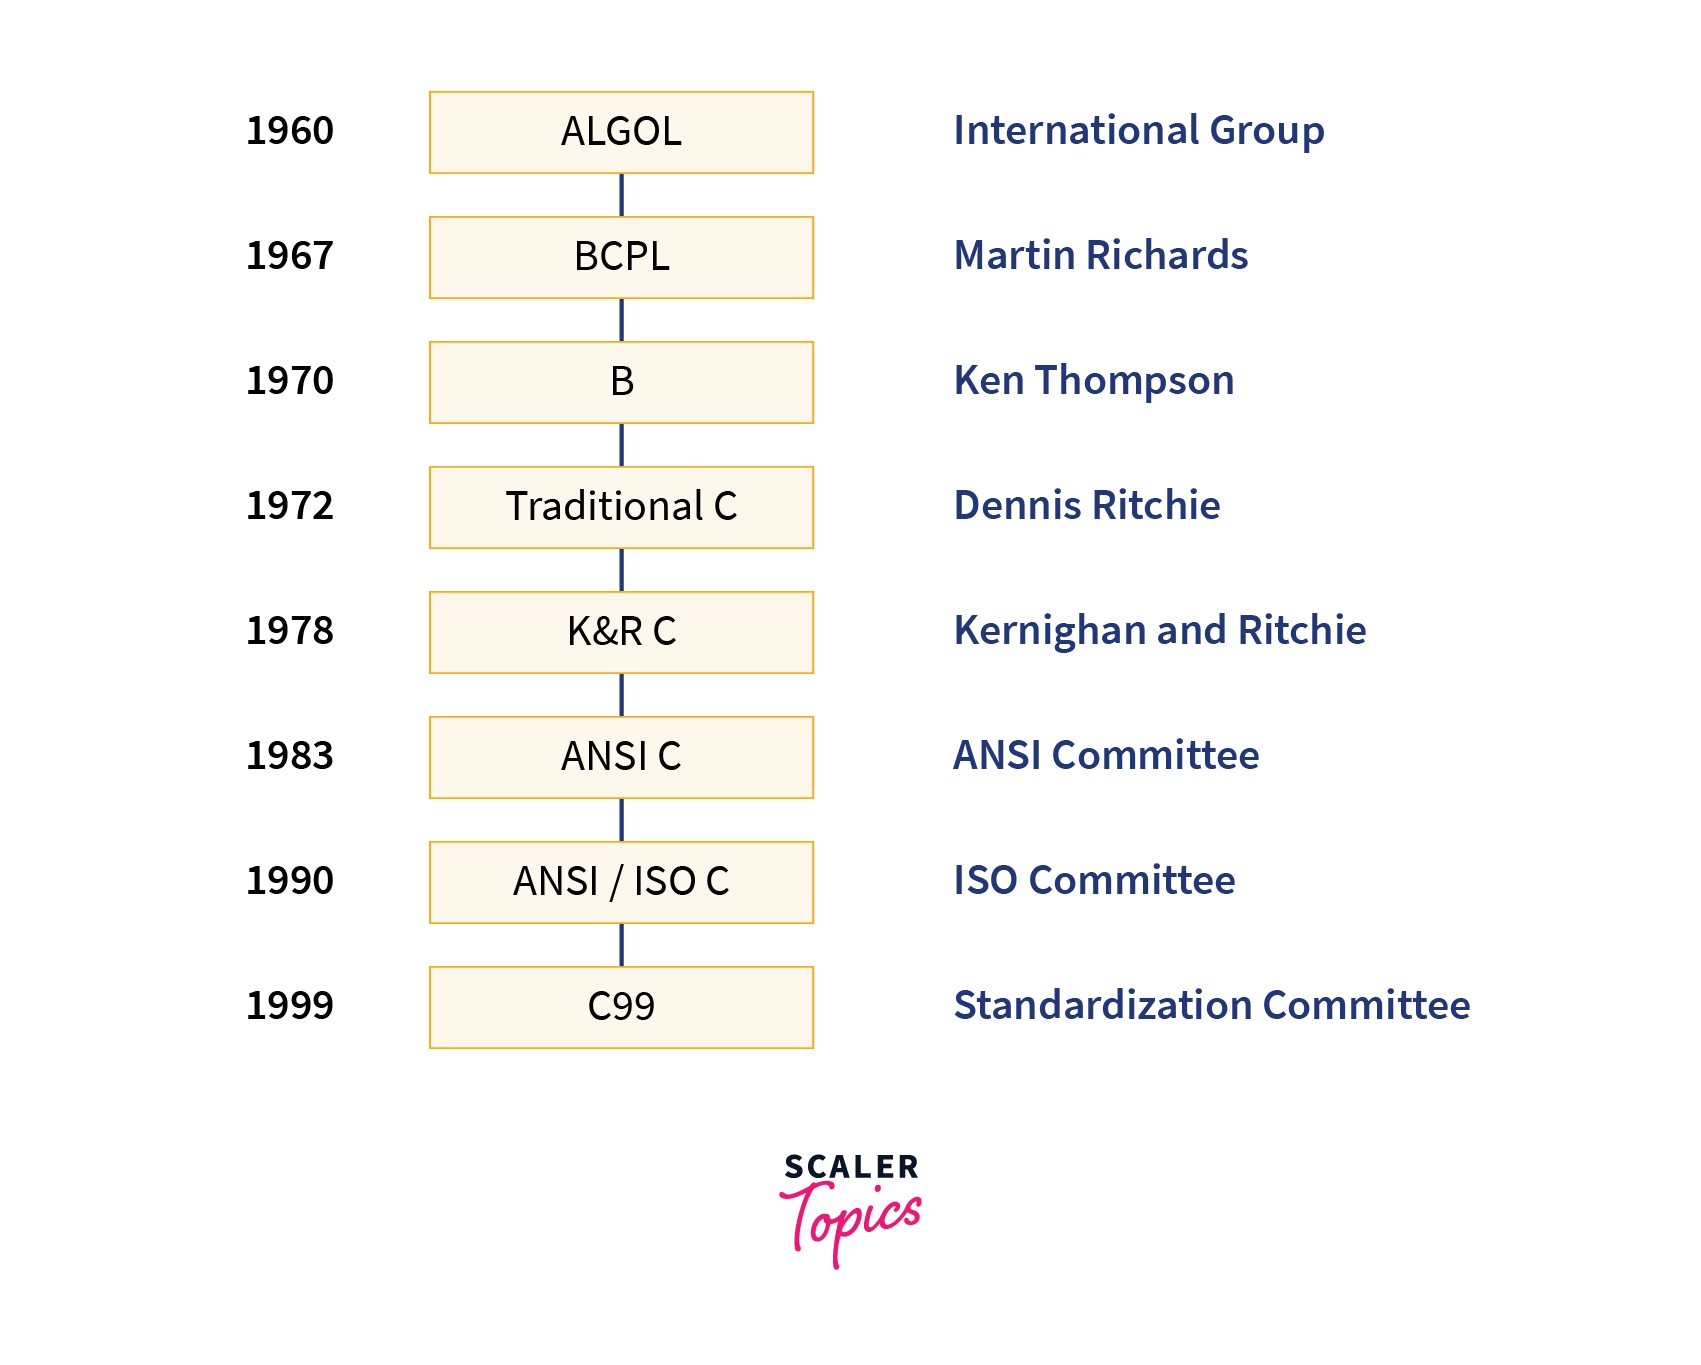 1960 ALGOL International Group
1967 BCPL Martin Richards
1970 B Ken Thompson
1972 Traditional C Dennis Ritchie
1978 K&R C Kernighan and Ritchie
1983 ANSI C ANSI Committee
1990 ANSI / ISO C ISO Committee
1999 C99 Standardization Committee
SCALER
Topics